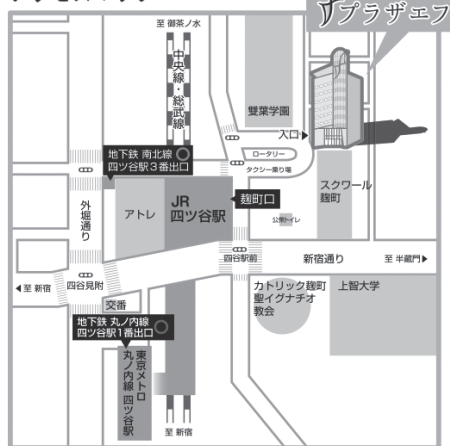 プラザエフ
至 御茶ノ水
中央線・総武線
雙葉学園
入口
地下鉄 南北線
四ツ谷駅3番出口
ロータリー
タクシー乗り場
スクワール
麹町
外堀通り
アトレ
JR
四ツ谷駅
麹町口
公衆トイレ
四谷駅前
新宿通り
至 半蔵門
至 新宿
四谷見附
交番
カトリック麹町
聖イグナチオ
教会
上智大学
地下鉄 丸ノ内線
四ツ谷駅1番出口
東京メトロ
丸ノ内線 四ツ谷駅
至 新宿